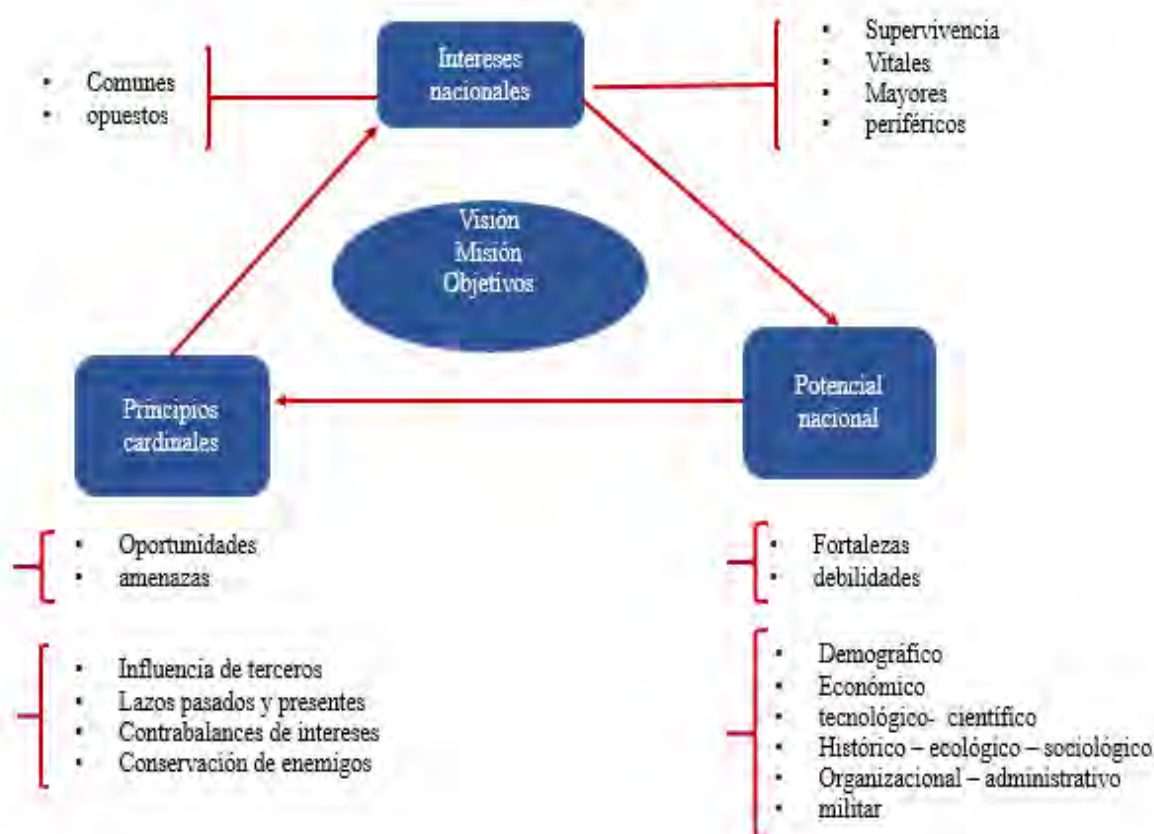 Intereses
nacionales
• Comunes
• opuestos
• Supervivencia
• Vitales
• Mayores
• periféricos
Visión
Misión
Objetivos
Principios
cardinales
Potencial
nacional
• Oportunidades
• amenazas
• Influencia de terceros
• Lazos pasados y presentes
• Contrabalances de intereses
• Conservación de enemigos
• Fortalezas
• debilidades
• Demográfico
• Económico
• tecnológico- científico
• Histórico – ecológico – sociológico
• Organizacional – administrativo
• militar